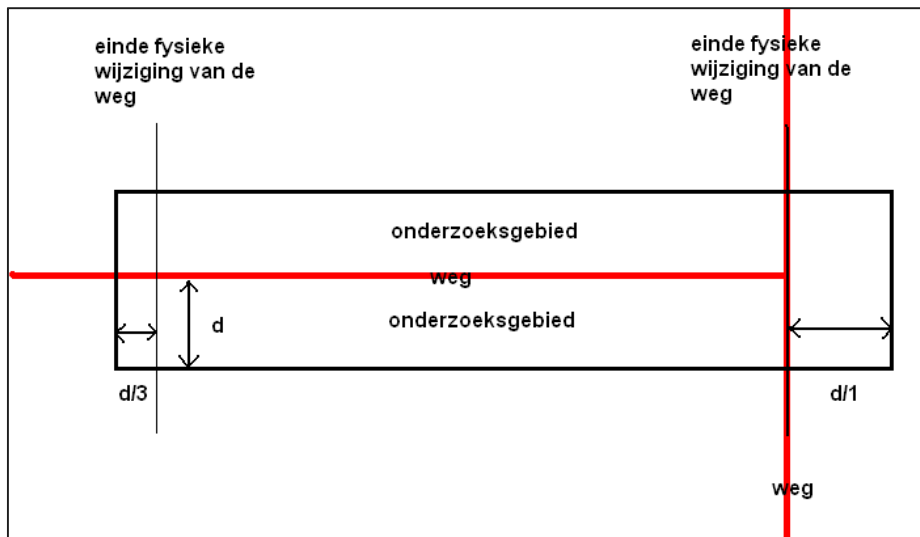 einde fysieke
wijziging van de
weg
einde fysieke
wijziging van de
weg
onderzoeksgebied
weg
onderzoeksgebied
d
d/3
d/1
weg